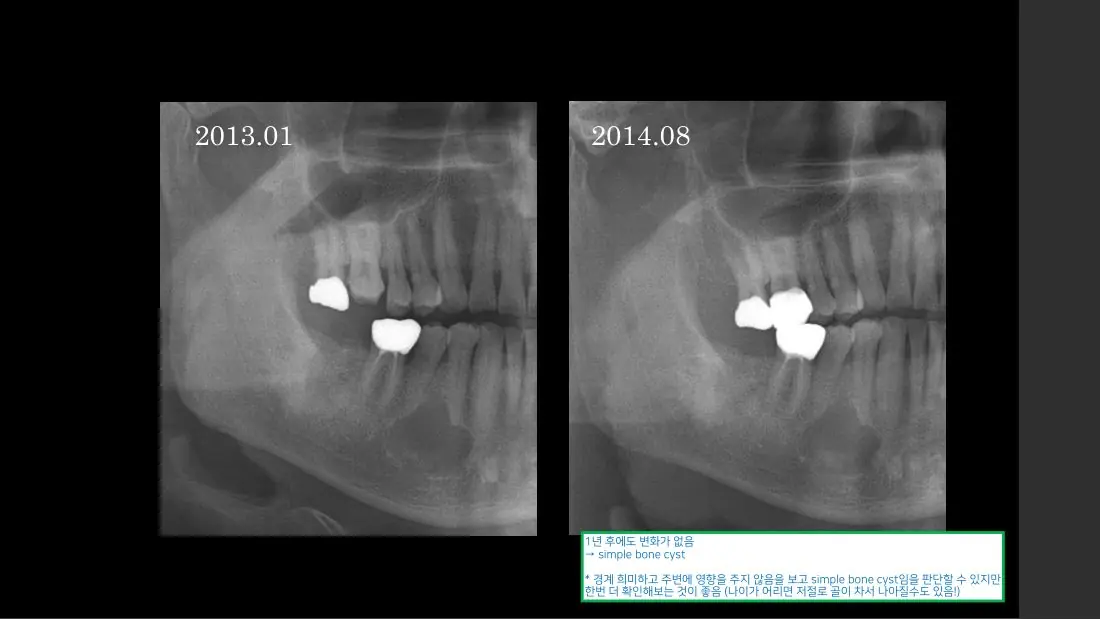 2013.01
2014.08
1년 후에도 변화가 없음
→ simple bone cyst
* 경계 희미하고 주변에 영향을 주지 않음을 보고 simple bone cyst임을 판단할 수 있지만
한번 더 확인해보는 것이 좋음 (나이가 어리면 저절로 골이 차서 나아질수도 있음!)